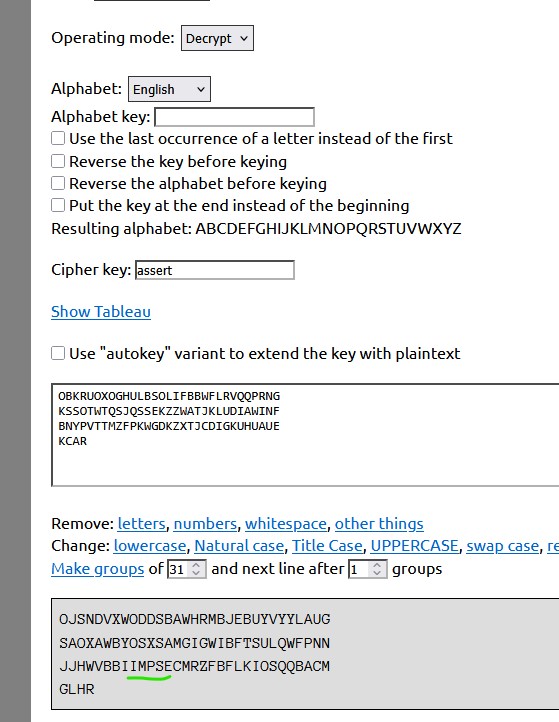 Operating mode: Decrypt
Alphabet: English
Alphabet key:
Use the last occurrence of a letter instead of the first
Reverse the key before keying
Reverse the alphabet before keying
Put the key at the end instead of the beginning
Resulting alphabet: ABCDEFGHIJKLMNOPQRSTUVWXYZ
Cipher key: assert
Show Tableau
Use "autokey" variant to extend the key with plaintext
OBKRUOXOGHULBSOLIFBBWFLRVQQPRNG
KSSOTWTQSJQSSEKZZWATJKLUDIAWINF
BNYPVTTMZFPKWGDKZXTJCDIGKUHUAUE
KCAR
Remove: letters, numbers, whitespace, other things
Change: lowercase, Natural case, Title Case, UPPERCASE, swap case, re
Make groups of 31 and next line after 1 groups
OJSNDVXWODDSBAWHRMBJEBUYVYYLAUG
SAOXAWBYOSXSAMGIGWIBFTSULQWFPNN
JJHWVBBIIMPSECMRZFBFLKIOSQQBACM
GLHR